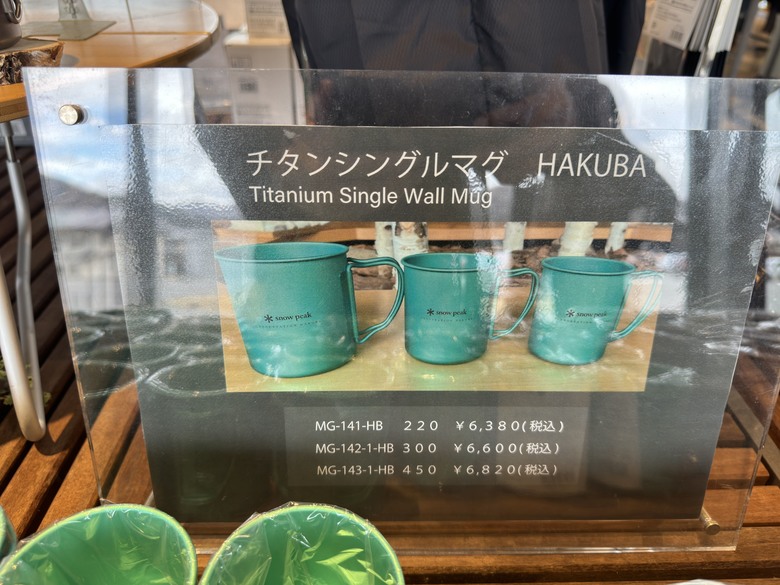 チタンシングルマグ HAKUBA
Titanium Single Wall Mug
snow peak
snow peak
snow peak
MG-141-HB ２２０ ￥６,３８０(税込)
MG-142-1-HB ３００ ￥６,６００(税込)
MG-143-1-HB ４５０ ￥６,８２０(税込)